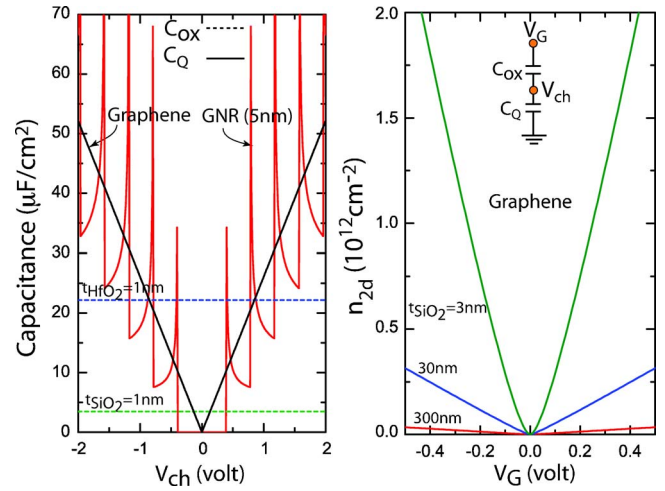 70
60
50
40
30
20
10
0
Capacitance (µF/cm²)
C_OX
C_Q
Graphene
GNR (5nm)
t_HfO₂=1nm
t_SiO₂=1nm
-2
-1
0
1
2
V_ch (volt)
2.0
1.5
1.0
0.5
0.0
n_2d (10¹²cm⁻²)
V_G
C_OX
V_ch
C_Q
Graphene
t_SiO₂=3nm
30nm
300nm
-0.4
-0.2
0.0
0.2
0.4
V_G (volt)